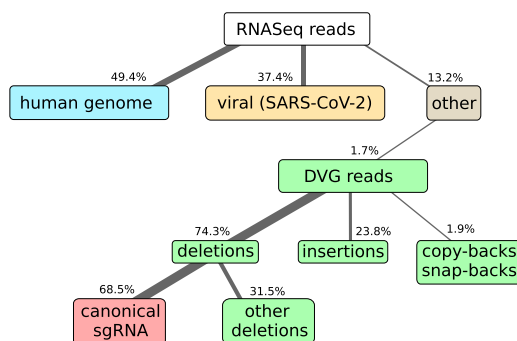 RNASeq reads
49.4%
37.4%
13.2%
human genome
viral (SARS-CoV-2)
other
1.7%
DVG reads
74.3%
23.8%
1.9%
deletions
insertions
copy-backs
snap-backs
68.5%
31.5%
canonical
sgRNA
other
deletions